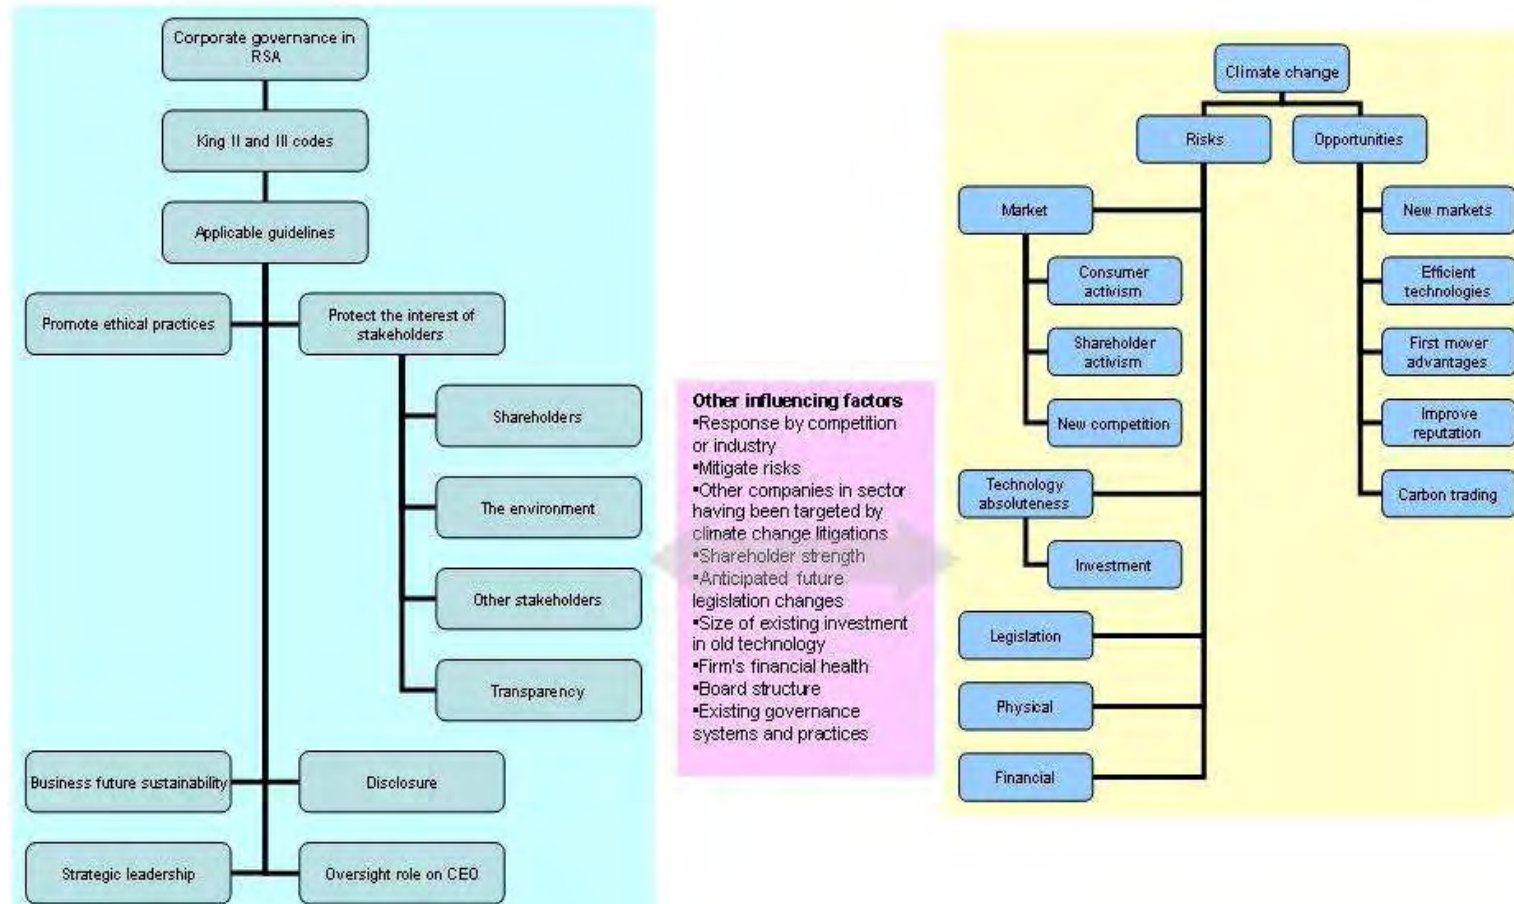 Corporate governance in
RSA
King II and III codes
Applicable guidelines
Promote ethical practices
Protect the interest of
stakeholders
Shareholders
The environment
Other stakeholders
Transparency
Business future sustainability
Disclosure
Strategic leadership
Oversight role on CEO
Other influencing factors
▪Response by competition
or industry
▪Mitigate risks
▪Other companies in sector
having been targeted by
climate change litigations
▪Shareholder strength
▪Anticipated future
legislation changes
▪Size of existing investment
in old technology
▪Firm's financial health
▪Board structure
▪Existing governance
systems and practices
Climate change
Risks
Opportunities
Market
Consumer
activism
Shareholder
activism
New competition
Technology
absoluteness
Investment
Legislation
Physical
Financial
New markets
Efficient
technologies
First mover
advantages
Improve
reputation
Carbon trading